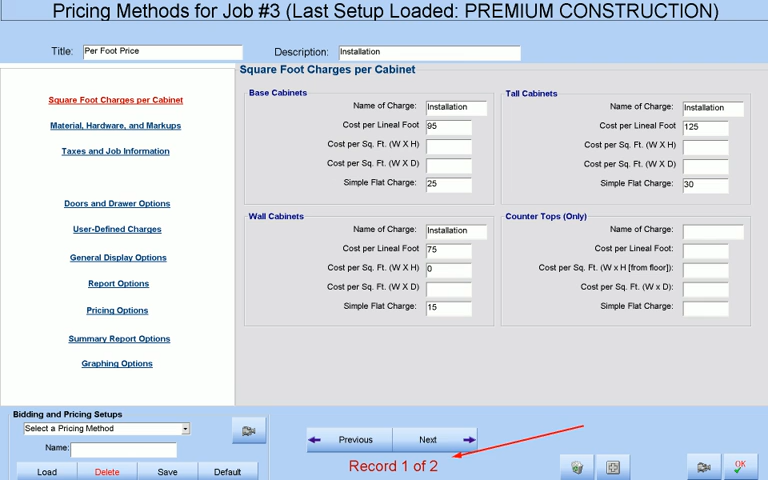 Pricing Methods for Job #3 (Last Setup Loaded: PREMIUM CONSTRUCTION)
Title: Per Foot Price Description: Installation
Square Foot Charges per Cabinet
Material, Hardware, and Markups
Taxes and Job Information
Doors and Drawer Options
User-Defined Charges
General Display Options
Report Options
Pricing Options
Summary Report Options
Graphing Options
Square Foot Charges per Cabinet
Base Cabinets
Name of Charge: Installation
Cost per Lineal Foot 95
Cost per Sq. Ft. (W X H)
Cost per Sq. Ft. (W X D)
Simple Flat Charge: 25
Tall Cabinets
Name of Charge: Installation
Cost per Lineal Foot 125
Cost per Sq. Ft. (W X H)
Cost per Sq. Ft. (W X D)
Simple Flat Charge: 30
Wall Cabinets
Name of Charge: Installation
Cost per Lineal Foot 75
Cost per Sq. Ft. (W X H) 0
Cost per Sq. Ft. (W X D)
Simple Flat Charge: 15
Counter Tops (Only)
Name of Charge:
Cost per Lineal Foot:
Cost per Sq. Ft. (W x H [from floor]):
Cost per Sq. Ft. (W x D):
Simple Flat Charge:
Bidding and Pricing Setups
Select a Pricing Method
Name:
Load Delete Save Default
Previous Next
Record 1 of 2
OK